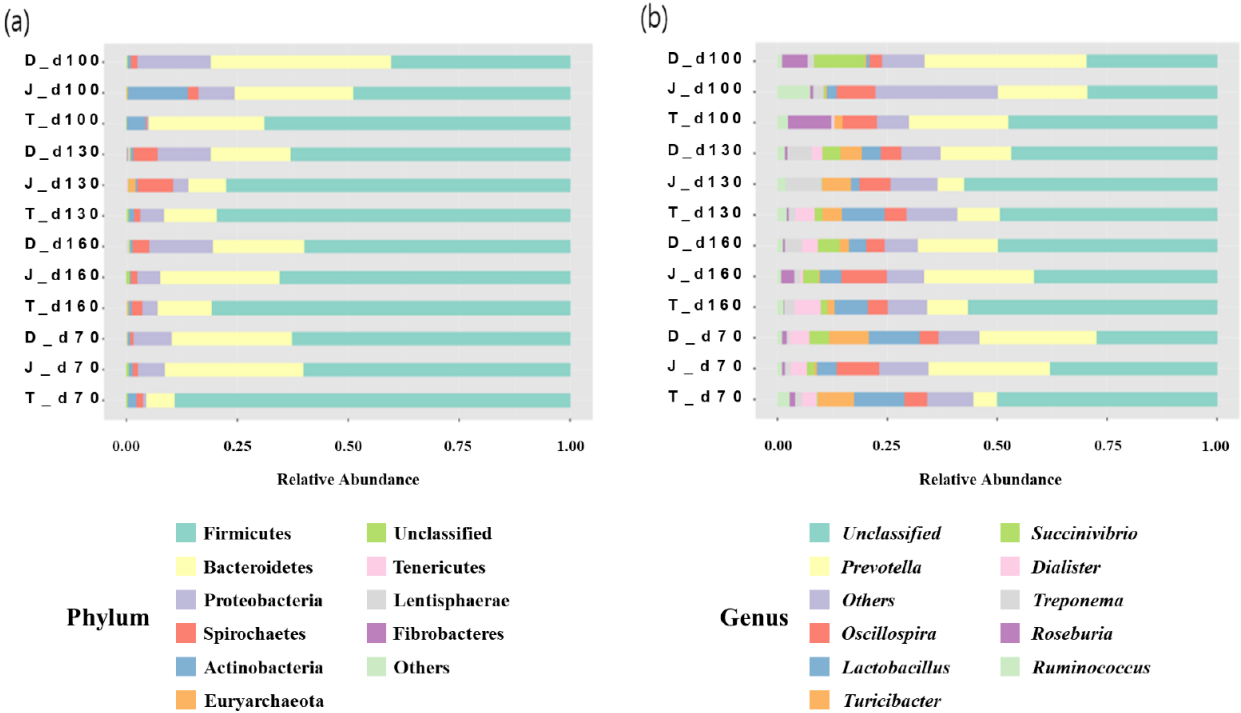 (a)
D_d100
J_d100
T_d100
D_d130
J_d130
T_d130
D_d160
J_d160
T_d160
D_d70
J_d70
T_d70
0.00 0.25 0.50 0.75 1.00
Relative Abundance
Phylum
Firmicutes
Bacteroidetes
Proteobacteria
Spirochaetes
Actinobacteria
Euryarchaeota
Unclassified
Tenericutes
Lentisphaerae
Fibrobacteres
Others
(b)
D_d100
J_d100
T_d100
D_d130
J_d130
T_d130
D_d160
J_d160
T_d160
D_d70
J_d70
T_d70
0.00 0.25 0.50 0.75 1.00
Relative Abundance
Genus
Unclassified
Prevotella
Others
Oscillospira
Lactobacillus
Turicibacter
Succinivibrio
Dialister
Treponema
Roseburia
Ruminococcus